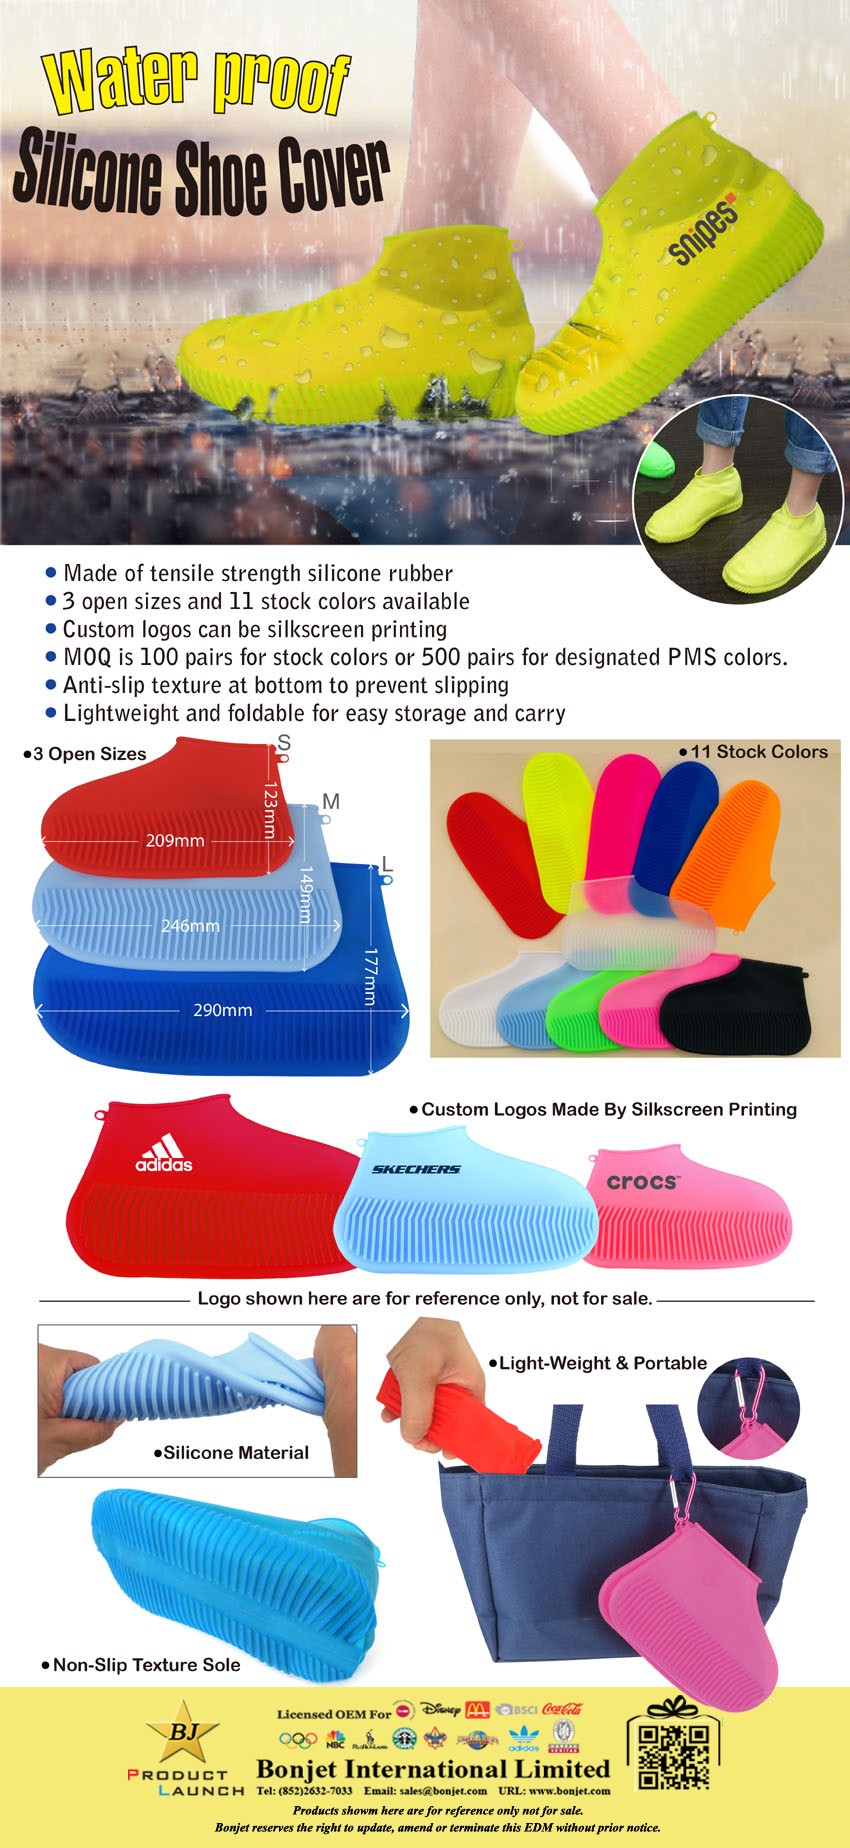 Water proof
Silicone Shoe Cover
snipes
• Made of tensile strength silicone rubber
• 3 open sizes and 11 stock colors available
• Custom logos can be silkscreen printing
• MOQ is 100 pairs for stock colors or 500 pairs for designated PMS colors.
• Anti-slip texture at bottom to prevent slipping
• Lightweight and foldable for easy storage and carry
•3 Open Sizes
S
123mm
209mm
M
149mm
246mm
L
177mm
290mm
•11 Stock Colors
•Custom Logos Made By Silkscreen Printing
adidas
SKECHERS
crocs™
Logo shown here are for reference only, not for sale.
•Silicone Material
•Light-Weight & Portable
•Non-Slip Texture Sole
BJ
PRODUCT
LAUNCH
Licensed OEM For Disney BSCI Coca-Cola
NBC adidas
Bonjet International Limited
Tel: (852)2632-7033 Email: sales@bonjet.com URL: www.bonjet.com
Products showm here are for reference only not for sale.
Bonjet reserves the right to update, amend or terminate this EDM without prior notice.